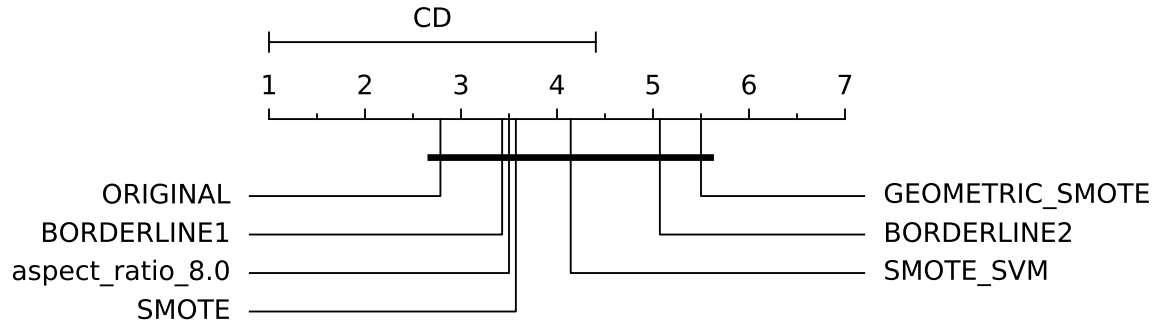 CD
1 2 3 4 5 6 7
ORIGINAL GEOMETRIC_SMOTE
BORDERLINE1 BORDERLINE2
aspect_ratio_8.0 SMOTE_SVM
SMOTE